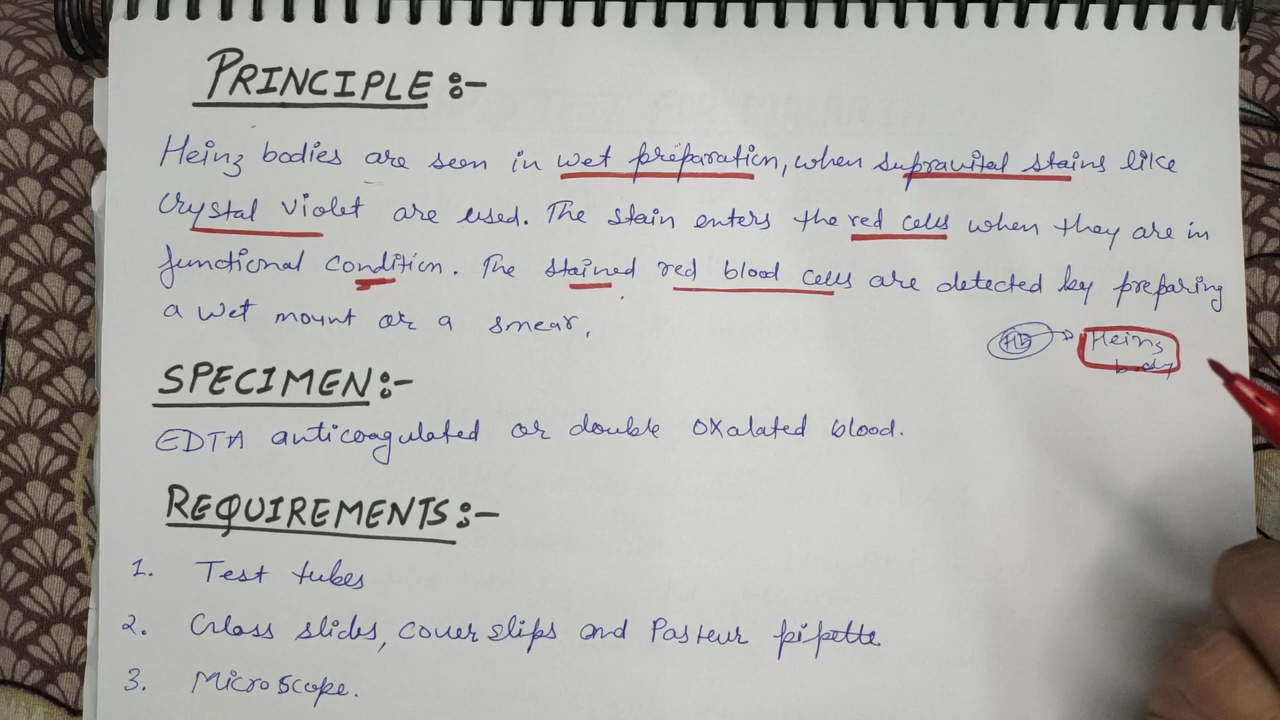 PRINCIPLE:-
Heinz bodies are seen in wet preparation, when supravital stains like
crystal violet are used. The stain enters the red cells when they are in
functional condition. The stained red blood cells are detected by preparing
a wet mount or a smear.
HB → Heinz
body
SPECIMEN:-
EDTA anticoagulated or double oxalated blood.
REQUIREMENTS:-
1. Test tubes
2. Glass slides, cover slips and Pasteur pipette
3. Microscope.